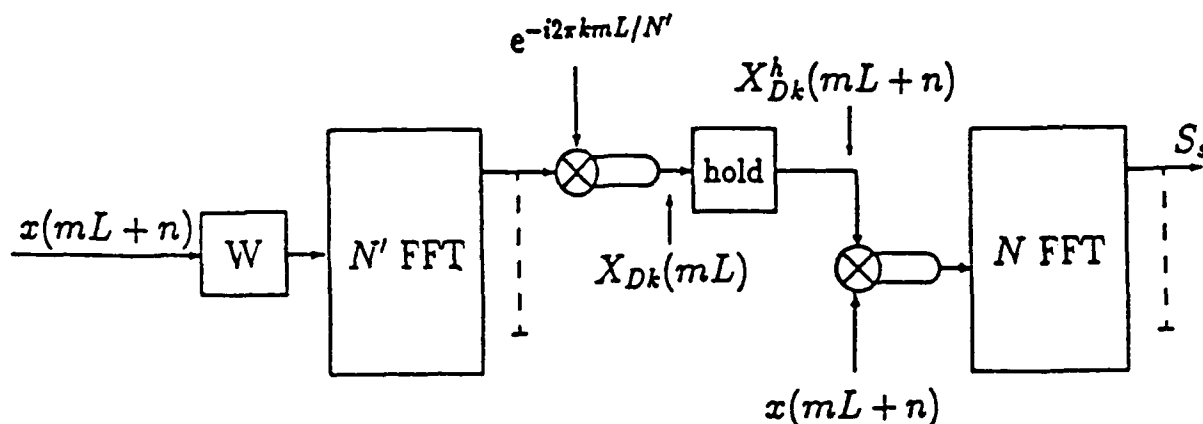 e^{-i2πkmL/N'}
X^h_{Dk}(mL + n)
S_s
x(mL + n)
W
N' FFT
hold
N FFT
X_{Dk}(mL)
x(mL + n)